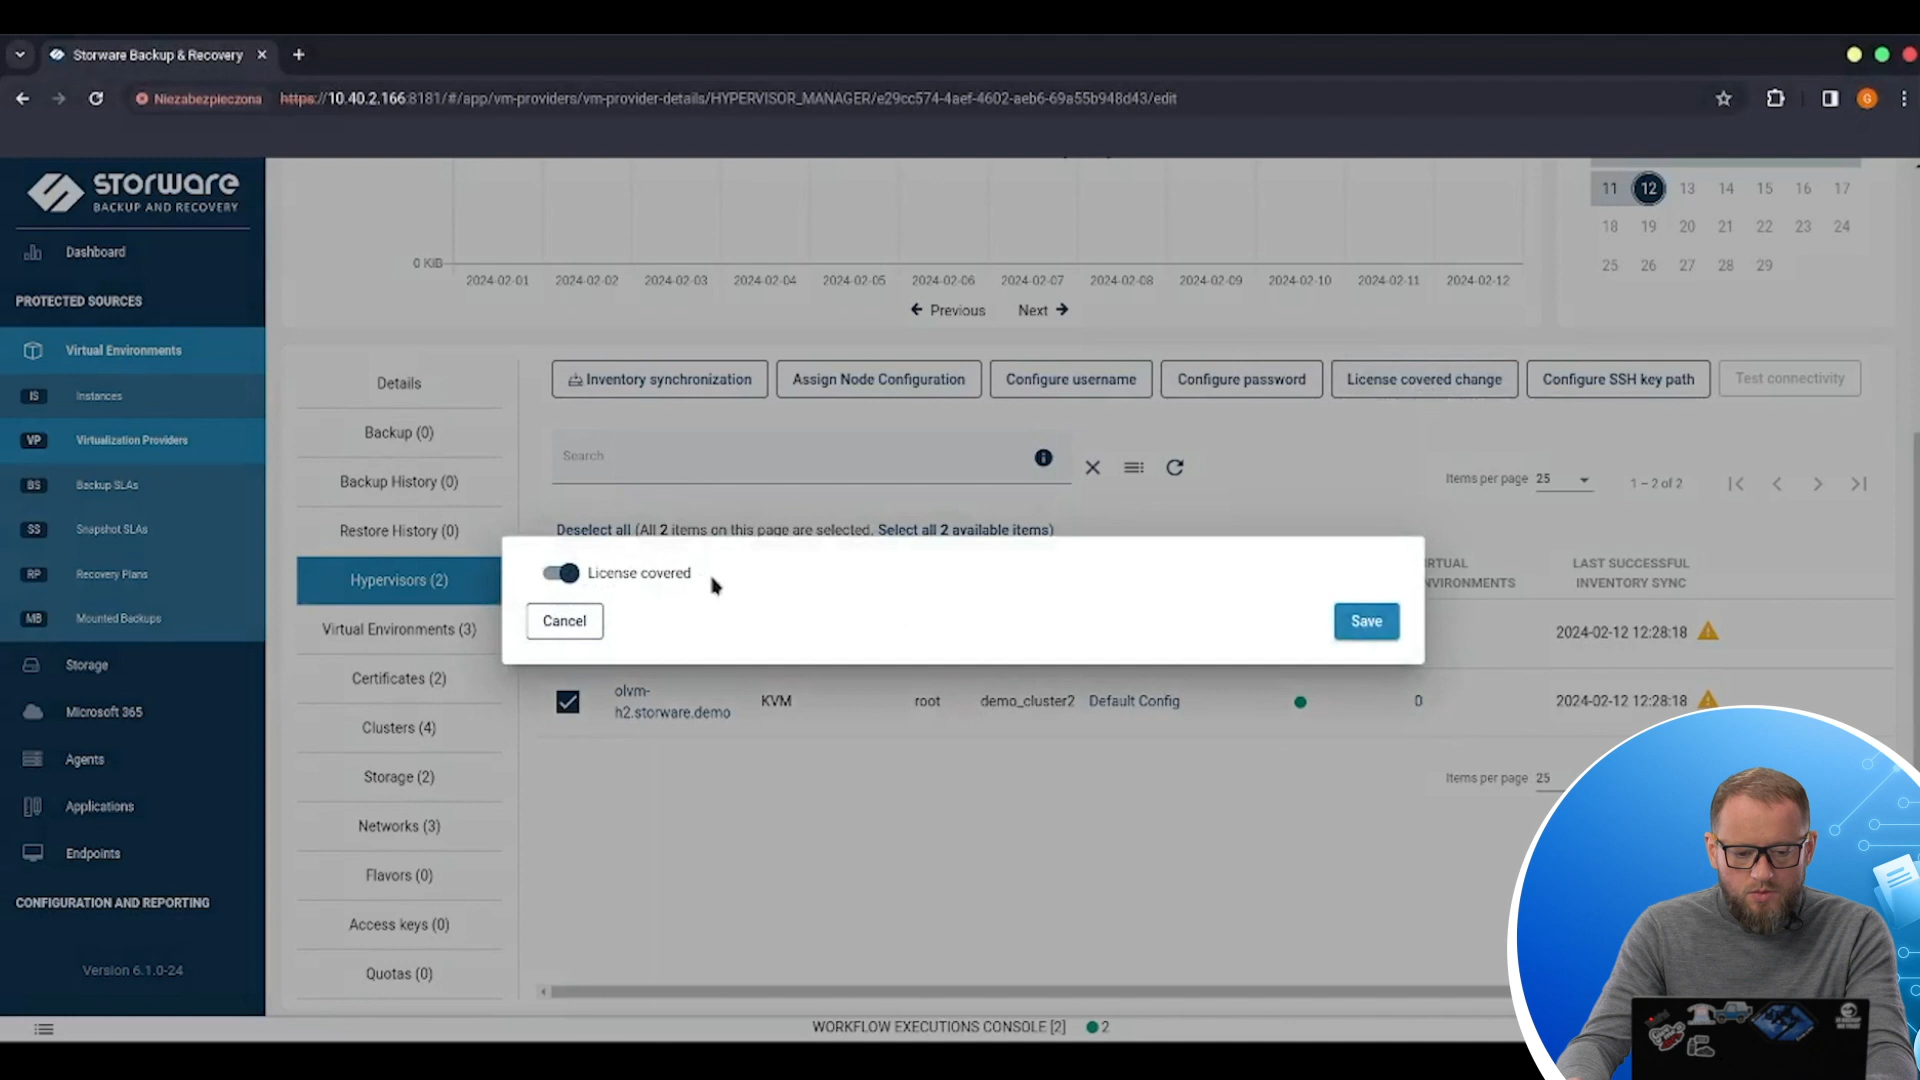 Storware Backup & Recovery
Niezabezpieczona https://10.40.2.166:8181/#/app/vm-providers/vm-provider-details/HYPERVISOR_MANAGER/e29cc574-4aef-4602-aeb6-69a55b948d43/edit
G
STORWARE
BACKUP AND RECOVERY
Dashboard
PROTECTED SOURCES
Virtual Environments
IS Instances
VP Virtualization Providers
BS Backup SLAs
SS Snapshot SLAs
RP Recovery Plans
MB Mounted Backups
Storage
Microsoft 365
Agents
Applications
Endpoints
CONFIGURATION AND REPORTING
Version 6.1.0-24
0 KiB
2024-02-01 2024-02-02 2024-02-03 2024-02-04 2024-02-05 2024-02-06 2024-02-07 2024-02-08 2024-02-09 2024-02-10 2024-02-11 2024-02-12
Previous Next
11 12 13 14 15 16 17
18 19 20 21 22 23 24
25 26 27 28 29
Details
Backup (0)
Backup History (0)
Restore History (0)
Hypervisors (2)
Virtual Environments (3)
Certificates (2)
Clusters (4)
Storage (2)
Networks (3)
Flavors (0)
Access keys (0)
Quotas (0)
Inventory synchronization Assign Node Configuration Configure username Configure password License covered change Configure SSH key path Test connectivity
Search
Items per page 25 1 – 2 of 2
Deselect all (All 2 items on this page are selected. Select all 2 available items)
LAST SUCCESSFUL
INVENTORY SYNC
License covered
Cancel Save
2024-02-12 12:28:18
olvm-
h2.storware.demo KVM root demo_cluster2 Default Config 0 2024-02-12 12:28:18
Items per page 25
WORKFLOW EXECUTIONS CONSOLE [2] 2